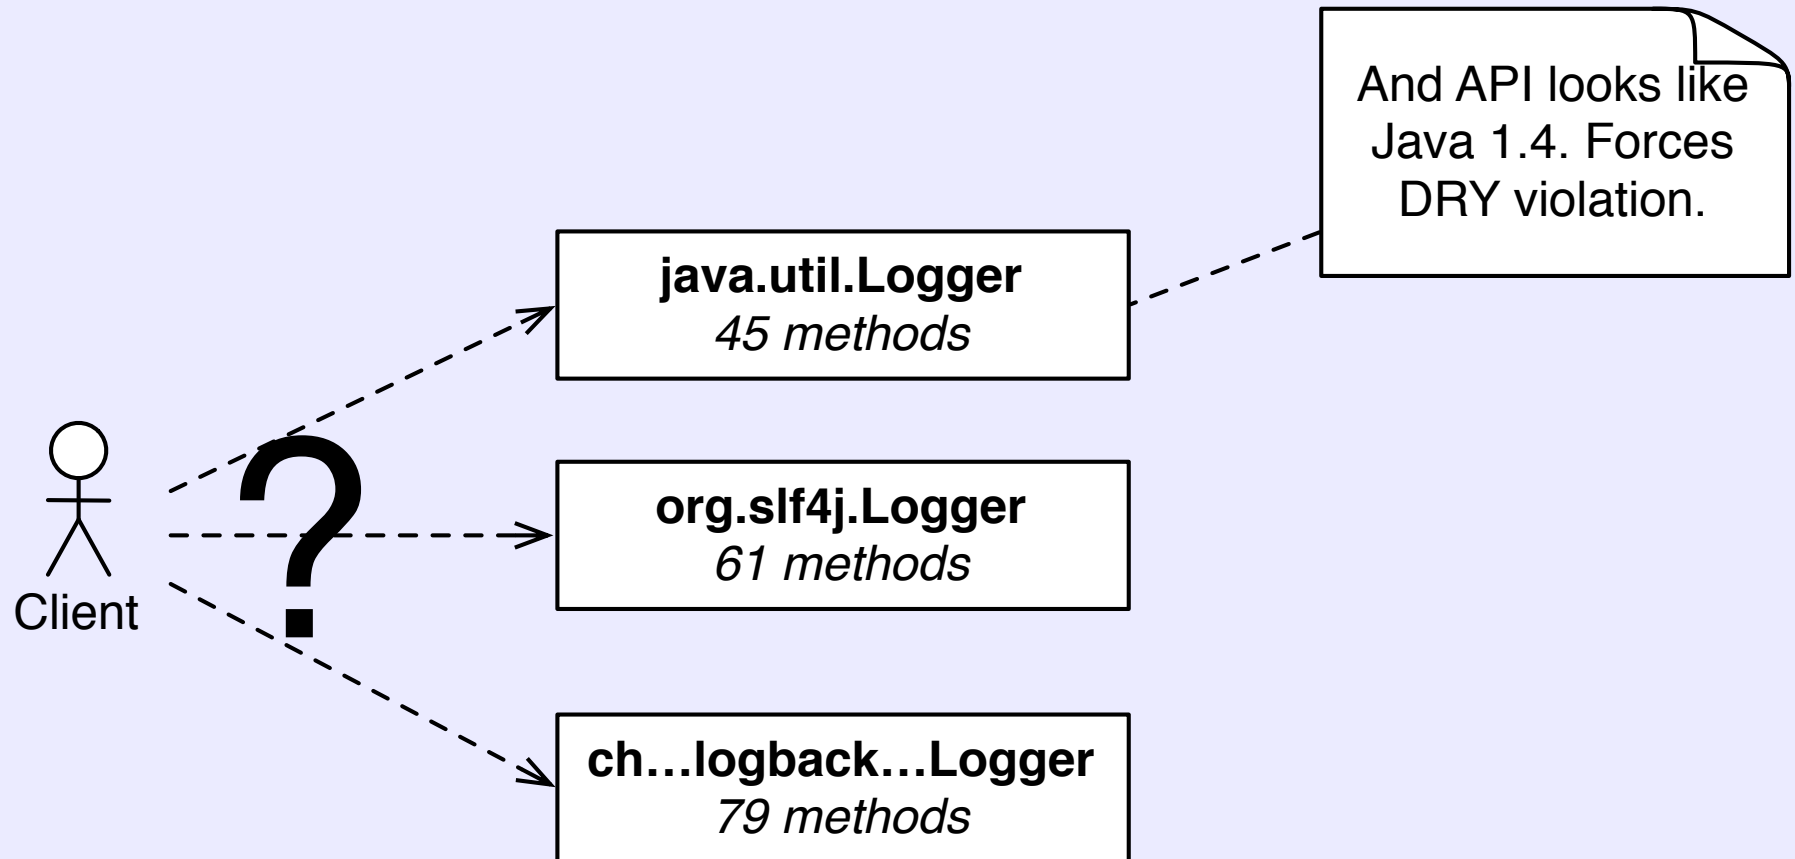 And API looks like
Java 1.4. Forces
DRY violation.
java.util.Logger
45 methods
?
org.slf4j.Logger
61 methods
Client
ch...logback...Logger
79 methods